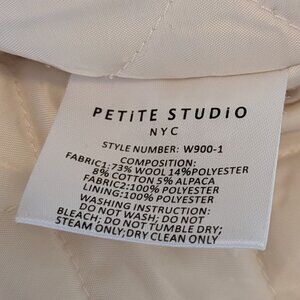 PETiTE STUDiO
NYC
STYLE NUMBER: W900-1
COMPOSITION:
FABRIC1:73% WOOL 14%POLYESTER
8% COTTON 5% ALPACA
FABRIC2:100% POLYESTER
LINING:100% POLYESTER
WASHING INSTRUCTION:
DO NOT WASH; DO NOT
BLEACH; DO NOT TUMBLE DRY;
STEAM ONLY; DRY CLEAN ONLY